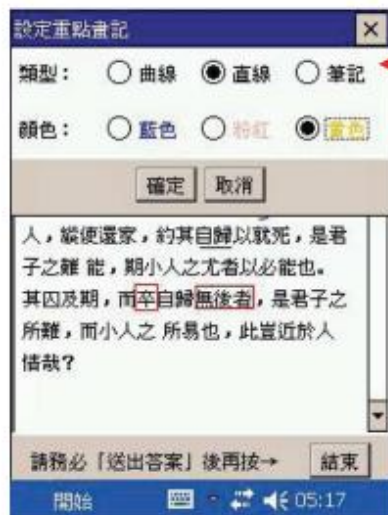 設定重點畫記
類型： 曲線 直線 筆記
顏色： 藍色 粉紅 黃色
確定 取消
人，縱使還家，約其自歸以就死，是君
子之難 能，期小人之尤者以必能也。
其囚及期，而卒自歸無後者，是君子之
所難，而小人之 所易也，此豈近於人
情哉？
請務必「送出答案」後再按→ 結束
開始 05:17